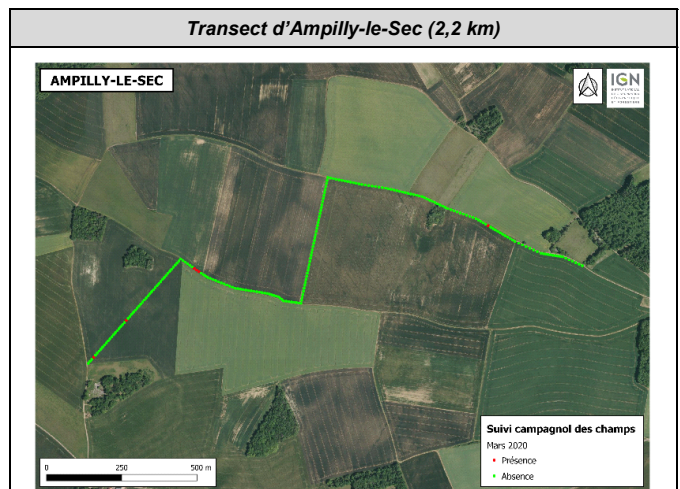 Transect d'Ampilly-le-Sec (2,2 km)
AMPILLY-LE-SEC
IGN
Suivi campagnol des champs
Mars 2020
Présence
Absence
0 250 500 m